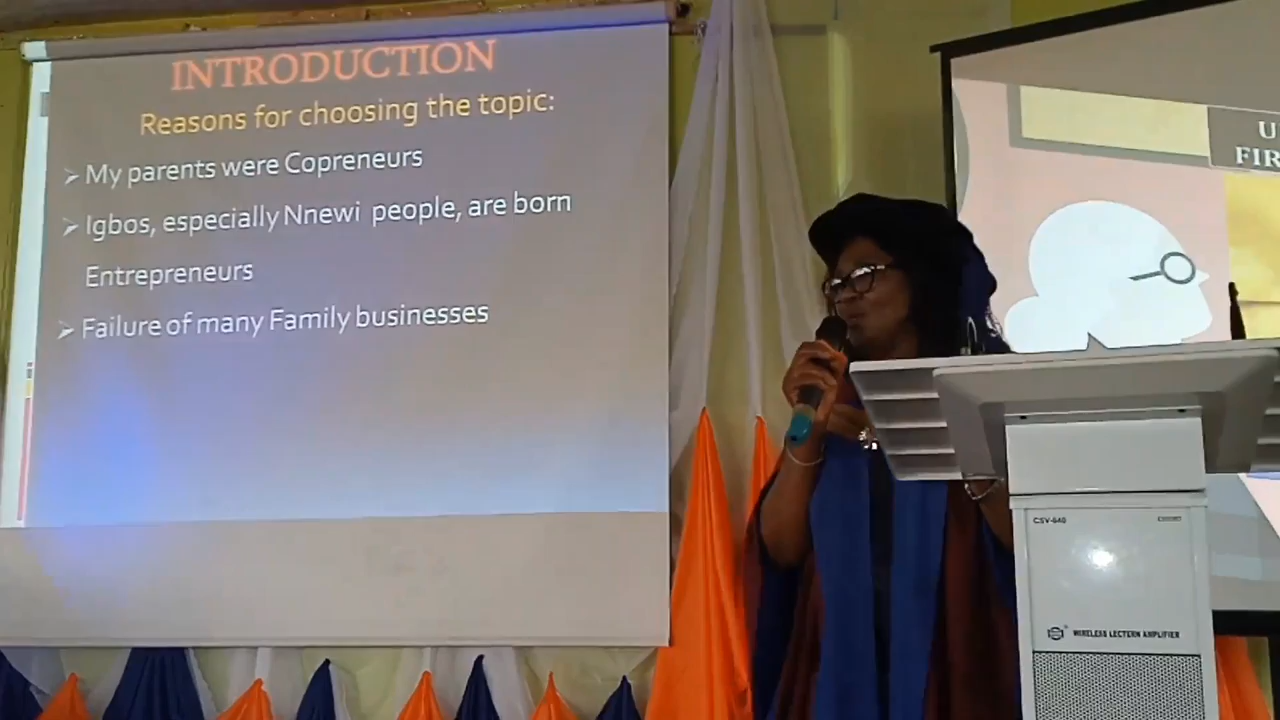 INTRODUCTION
Reasons for choosing the topic:
My parents were Copreneurs
Igbos, especially Nnewi people, are born
Entrepreneurs
Failure of many Family businesses
U
FIR
CSV-640
WIRELESS LECTERN AMPLIFIER